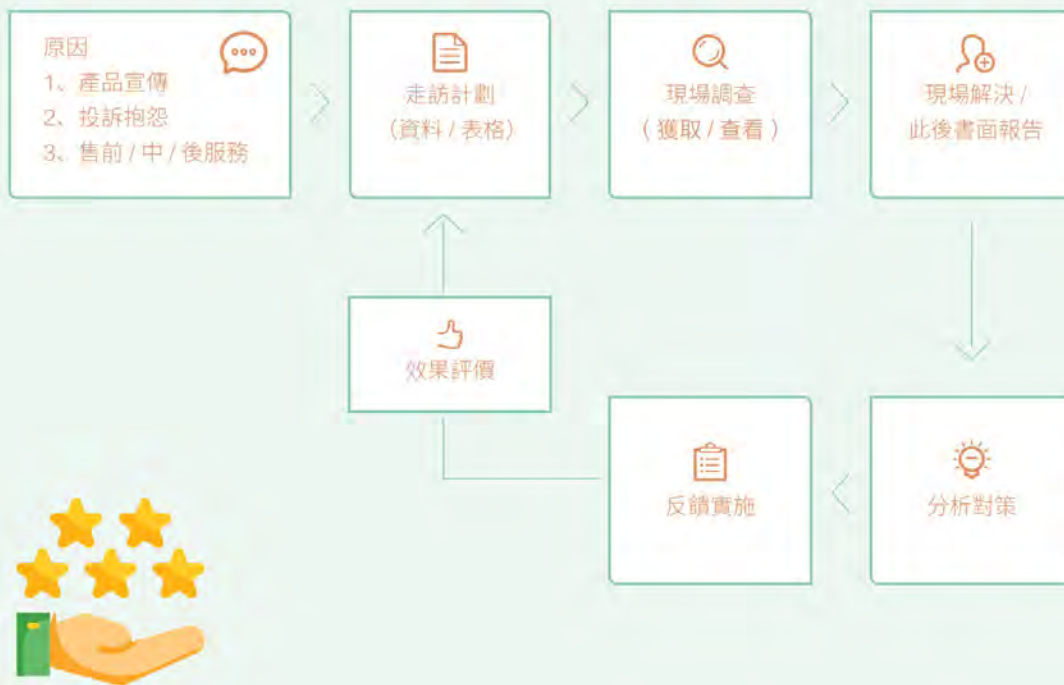 原因
1、產品宣傳
2、投訴抱怨
3、售前 / 中 / 後服務
走訪計劃
（資料 / 表格）
現場調查
（ 獲取 / 查看 ）
現場解決 /
此後書面報告
效果評價
反饋實施
分析對策